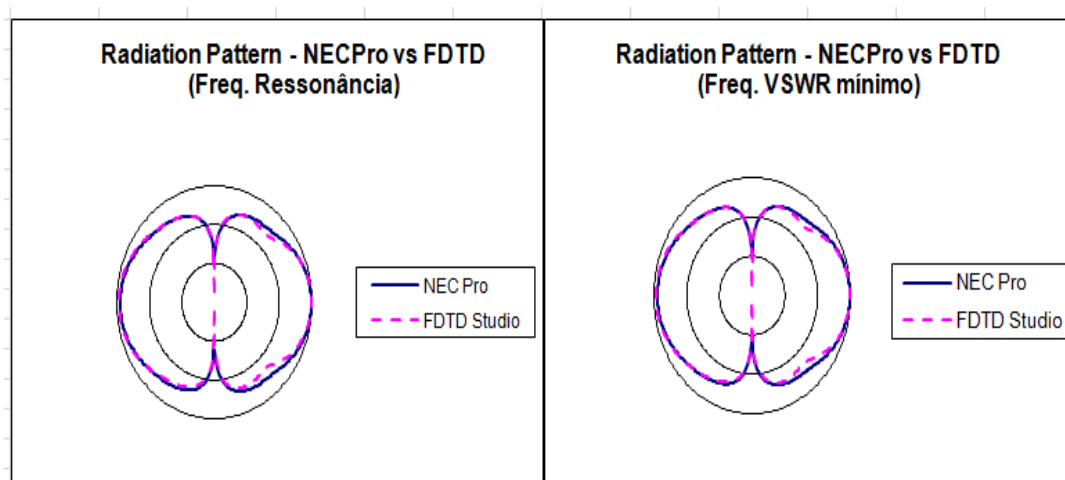 Radiation Pattern - NECPro vs FDTD
(Freq. Ressonância)
NEC Pro
FDTD Studio
Radiation Pattern - NECPro vs FDTD
(Freq. VSWR mínimo)
NEC Pro
FDTD Studio